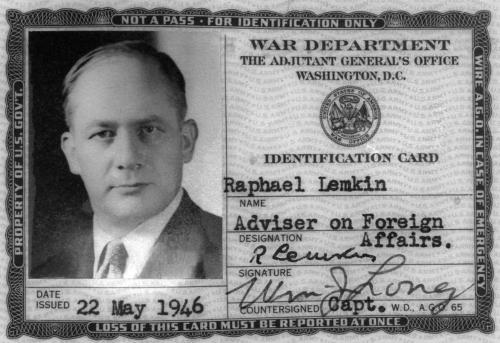 NOT A PASS · FOR IDENTIFICATION ONLY
PROPERTY OF U.S. GOV'T.
WIRE A.G.O. IN CASE OF EMERGENCY
WAR DEPARTMENT
THE ADJUTANT GENERAL'S OFFICE
WASHINGTON, D.C.
IDENTIFICATION CARD
Raphael Lemkin
NAME
Adviser on Foreign
DESIGNATION Affairs.
R Lemkin
SIGNATURE
Wm J Long
COUNTERSIGNED Capt. W.D., A.G.O. 65
DATE
ISSUED 22 May 1946
LOSS OF THIS CARD MUST BE REPORTED AT ONCE